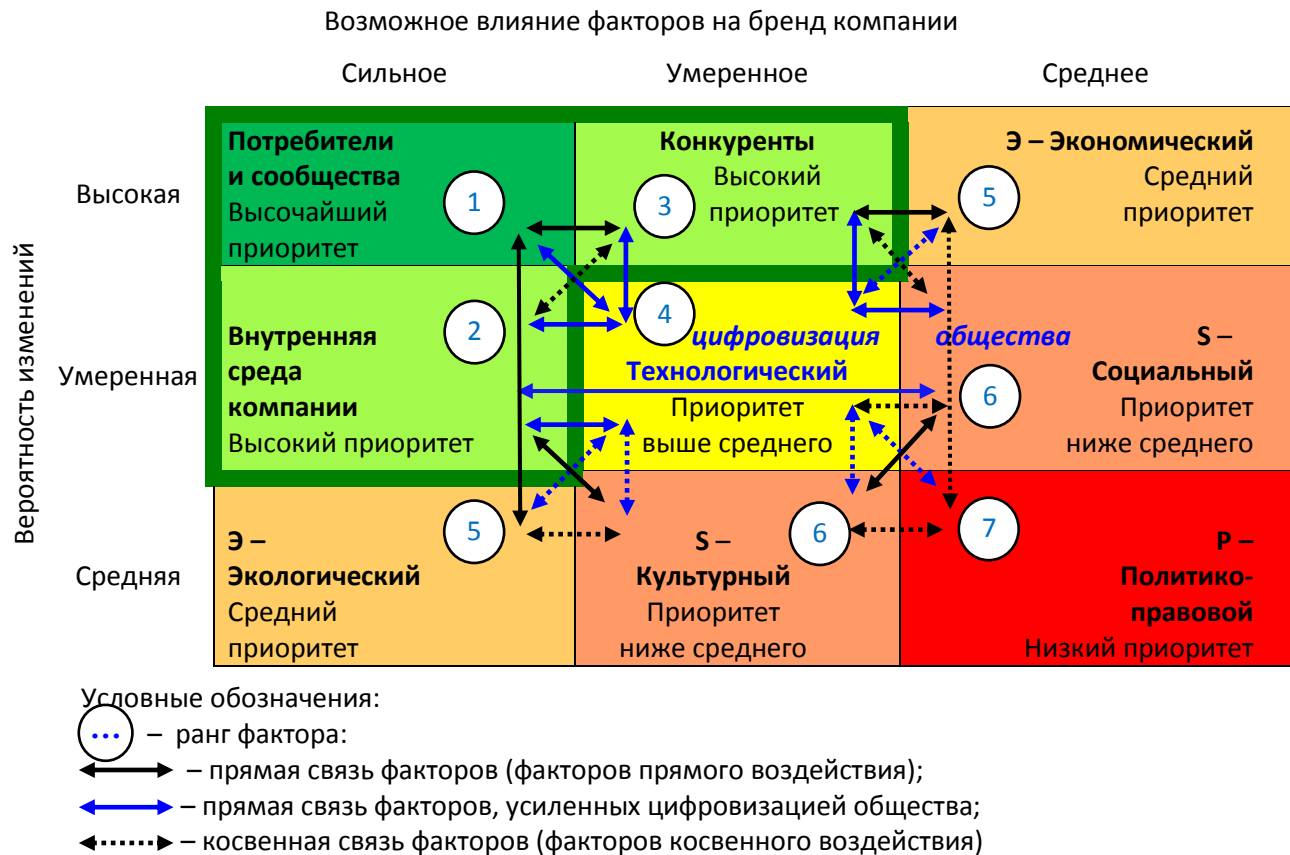 Возможное влияние факторов на бренд компании
Сильное
Умеренное
Среднее
Вероятность изменений
Высокая
Потребители
и сообщества
Высочайший
приоритет
1
Конкуренты
Высокий
приоритет
3
Э – Экономический
Средний
приоритет
5
Умеренная
Внутренняя
среда
компании
Высокий приоритет
2
4
цифровизация общества
Технологический
Приоритет
выше среднего
S –
Социальный
Приоритет
ниже среднего
6
Средняя
Э –
Экологический
Средний
приоритет
5
S –
Культурный
Приоритет
ниже среднего
6
P –
Политико-
правовой
Низкий приоритет
7
Условные обозначения:
... – ранг фактора:
– прямая связь факторов (факторов прямого воздействия);
– прямая связь факторов, усиленных цифровизацией общества;
– косвенная связь факторов (факторов косвенного воздействия)